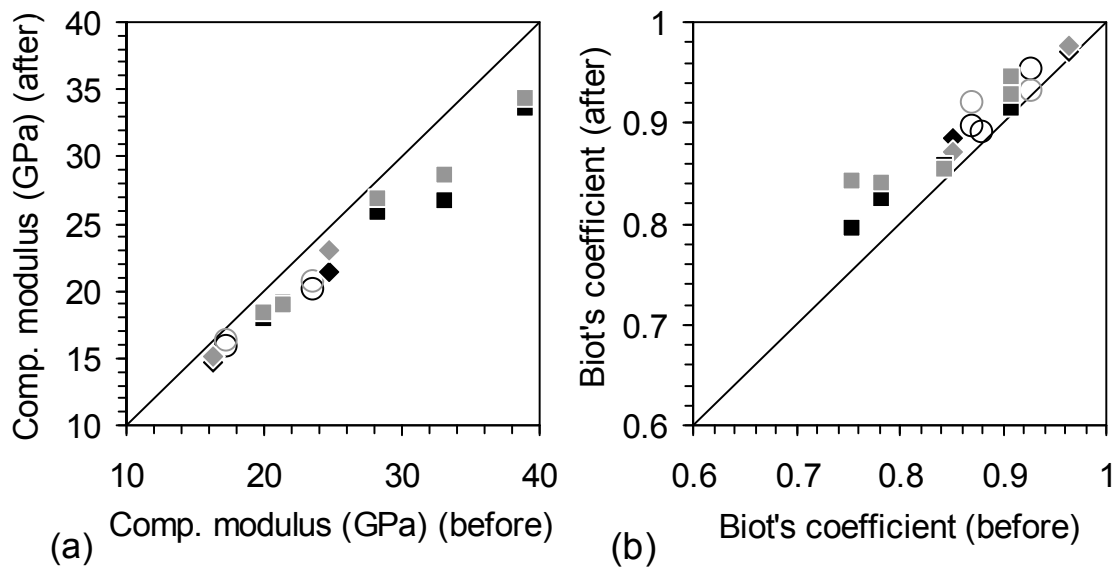 Comp. modulus (GPa) (after)
40
35
30
25
20
15
10
10 20 30 40
Comp. modulus (GPa) (before)
(a)
Biot's coefficient (after)
1
0.9
0.8
0.7
0.6
0.6 0.7 0.8 0.9 1
Biot's coefficient (before)
(b)